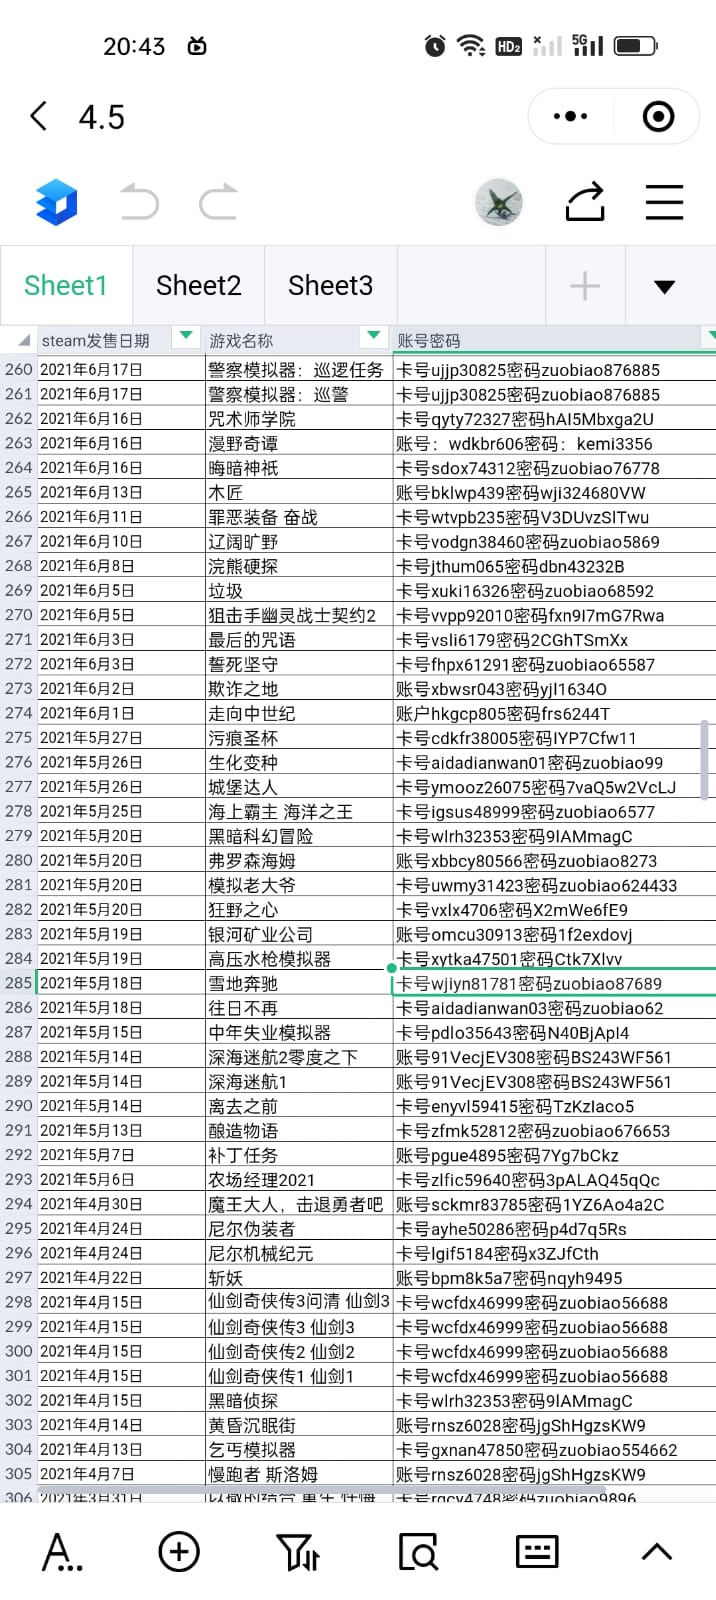 20:43 HD2 5G
4.5
Sheet1 Sheet2 Sheet3
steam发售日期 游戏名称 账号密码
260 2021年6月17日 警察模拟器：巡逻任务 卡号ujjp30825密码zuobiao876885
261 2021年6月17日 警察模拟器：巡警 卡号ujjp30825密码zuobiao876885
262 2021年6月16日 咒术师学院 卡号qyty72327密码hAI5Mbxga2U
263 2021年6月16日 漫野奇谭 账号：wdkbr606密码：kemi3356
264 2021年6月16日 晦暗神祇 卡号sdox74312密码zuobiao76778
265 2021年6月13日 木匠 账号bklwp439密码wji324680VW
266 2021年6月11日 罪恶装备 奋战 卡号wtvpb235密码V3DUvzSITwu
267 2021年6月10日 辽阔旷野 卡号vodgn38460密码zuobiao5869
268 2021年6月8日 浣熊硬探 卡号jthum065密码dbn43232B
269 2021年6月5日 垃圾 卡号xuki16326密码zuobiao68592
270 2021年6月5日 狙击手幽灵战士契约2 卡号vvpp92010密码fxn9I7mG7Rwa
271 2021年6月3日 最后的咒语 卡号vsli6179密码2CGhTSmXx
272 2021年6月3日 誓死坚守 卡号fhpx61291密码zuobiao65587
273 2021年6月2日 欺诈之地 账号xbwsr043密码yjl1634O
274 2021年6月1日 走向中世纪 账户hkgcp805密码frs6244T
275 2021年5月27日 污痕圣杯 卡号cdkfr38005密码IYP7Cfw11
276 2021年5月26日 生化变种 卡号aidadianwan01密码zuobiao99
277 2021年5月26日 城堡达人 卡号ymooz26075密码7vaQ5w2VcLJ
278 2021年5月25日 海上霸主 海洋之王 卡号igsus48999密码zuobiao6577
279 2021年5月20日 黑暗科幻冒险 卡号wlrh32353密码9IAMmagC
280 2021年5月20日 弗罗森海姆 账号xbbcy80566密码zuobiao8273
281 2021年5月20日 模拟老大爷 卡号uwmy31423密码zuobiao624433
282 2021年5月20日 狂野之心 卡号vxlx4706密码X2mWe6fE9
283 2021年5月19日 银河矿业公司 账号omcu30913密码1f2exdovj
284 2021年5月19日 高压水枪模拟器 卡号xytka47501密码Ctk7XIvv
285 2021年5月18日 雪地奔驰 卡号wjiyn81781密码zuobiao87689
286 2021年5月18日 往日不再 卡号aidadianwan03密码zuobiao62
287 2021年5月15日 中年失业模拟器 卡号pdlo35643密码N40BjApI4
288 2021年5月14日 深海迷航2零度之下 账号91VecjEV308密码BS243WF561
289 2021年5月14日 深海迷航1 账号91VecjEV308密码BS243WF561
290 2021年5月14日 离去之前 卡号enyvl59415密码TzKzIaco5
291 2021年5月13日 酿造物语 卡号zfmk52812密码zuobiao676653
292 2021年5月7日 补丁任务 账号pgue4895密码7Yg7bCkz
293 2021年5月6日 农场经理2021 卡号zlfic59640密码3pALAQ45qQc
294 2021年4月30日 魔王大人，击退勇者吧 账号sckmr83785密码1YZ6Ao4a2C
295 2021年4月24日 尼尔伪装者 卡号ayhe50286密码p4d7q5Rs
296 2021年4月24日 尼尔机械纪元 卡号lgif5184密码x3ZJfCth
297 2021年4月22日 斩妖 账号bpm8k5a7密码nqyh9495
298 2021年4月15日 仙剑奇侠传3问清 仙剑3 卡号wcfdx46999密码zuobiao56688
299 2021年4月15日 仙剑奇侠传3 仙剑3 卡号wcfdx46999密码zuobiao56688
300 2021年4月15日 仙剑奇侠传2 仙剑2 卡号wcfdx46999密码zuobiao56688
301 2021年4月15日 仙剑奇侠传1 仙剑1 卡号wcfdx46999密码zuobiao56688
302 2021年4月15日 黑暗侦探 卡号wlrh32353密码9IAMmagC
303 2021年4月14日 黄昏沉眠街 账号rnsz6028密码jgShHgzsKW9
304 2021年4月13日 乞丐模拟器 卡号gxnan47850密码zuobiao554662
305 2021年4月7日 慢跑者 斯洛姆 账号rnsz6028密码jgShHgzsKW9
306 2021年3月31日
A...